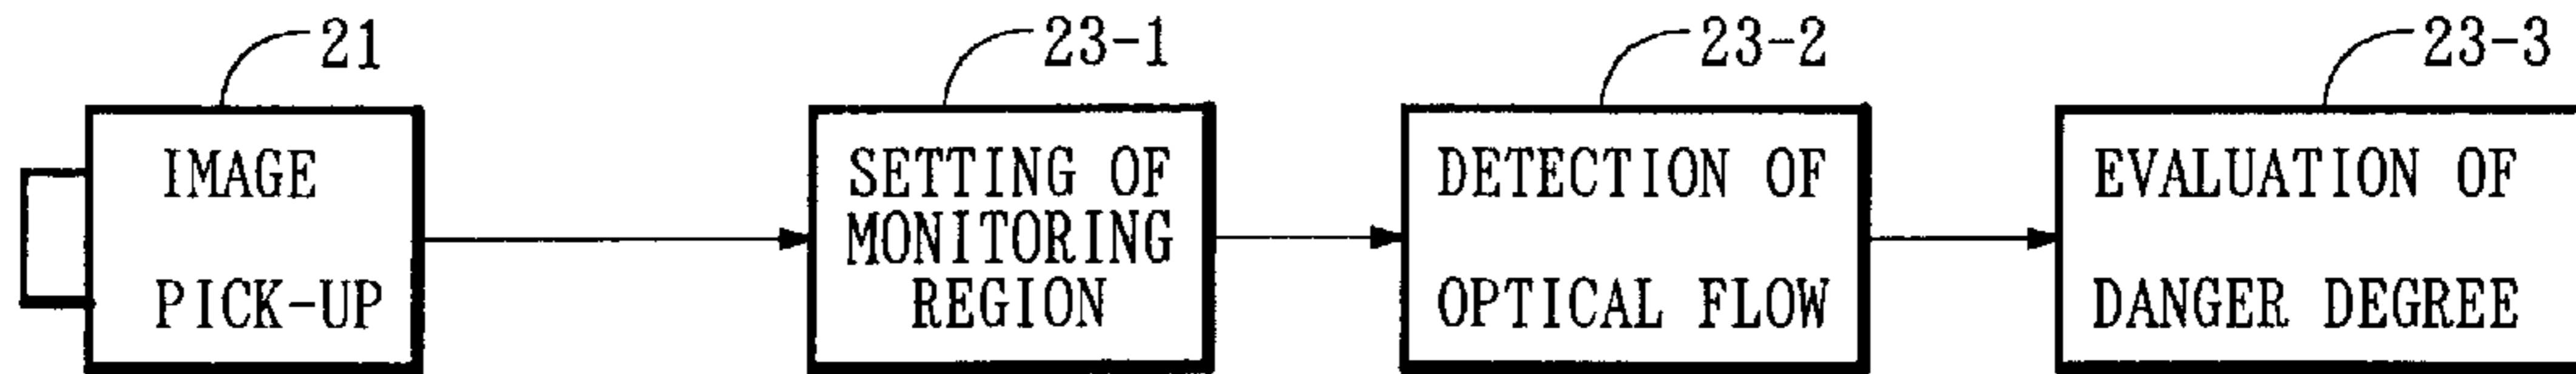 21
23-1
23-2
23-3
IMAGE
PICK-UP
SETTING OF
MONITORING
REGION
DETECTION OF
OPTICAL FLOW
EVALUATION OF
DANGER DEGREE